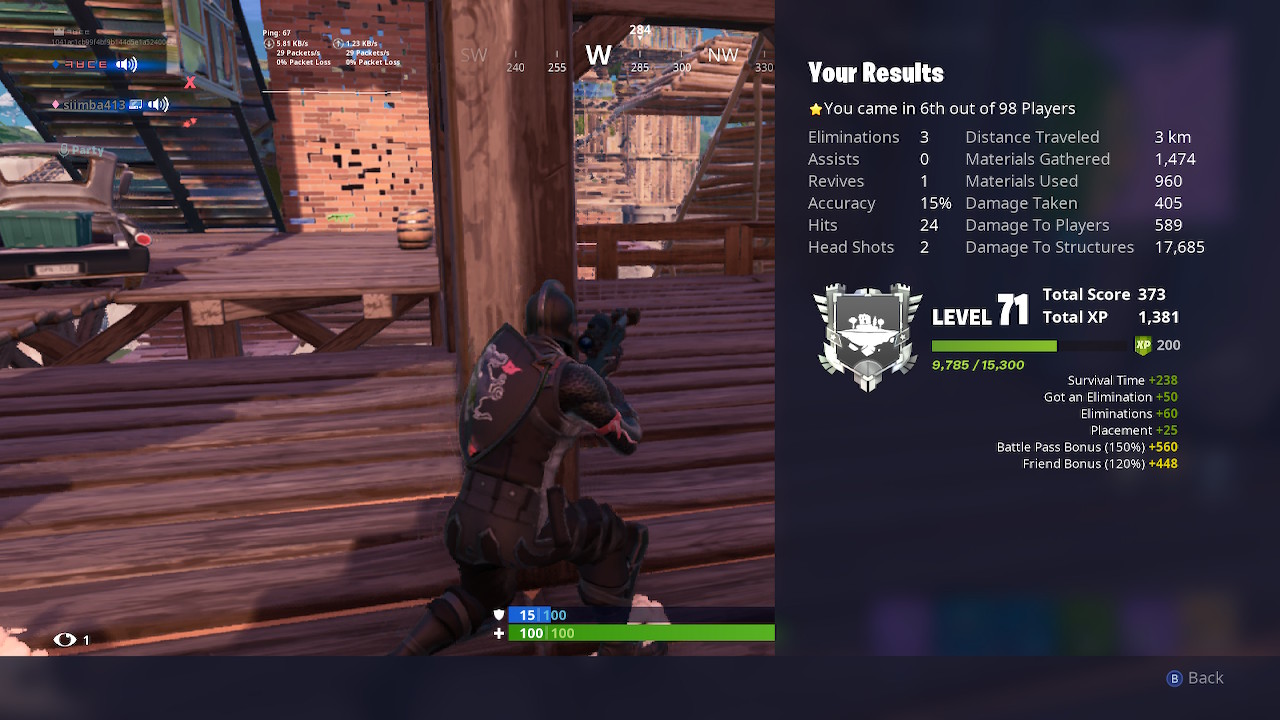 Ping: 67
5.81 KB/s 1.23 KB/s
29 Packets/s 29 Packets/s
0% Packet Loss 0% Packet Loss
284
SW W NW
240 255 285 300 330
X
siimba413
Party
Your Results
You came in 6th out of 98 Players
Eliminations 3 Distance Traveled 3 km
Assists 0 Materials Gathered 1,474
Revives 1 Materials Used 960
Accuracy 15% Damage Taken 405
Hits 24 Damage To Players 589
Head Shots 2 Damage To Structures 17,685
LEVEL 71
Total Score 373
Total XP 1,381
XP 200
9,785 / 15,300
Survival Time +238
Got an Elimination +50
Eliminations +60
Placement +25
Battle Pass Bonus (150%) +560
Friend Bonus (120%) +448
15 | 100
100 | 100
1
B Back